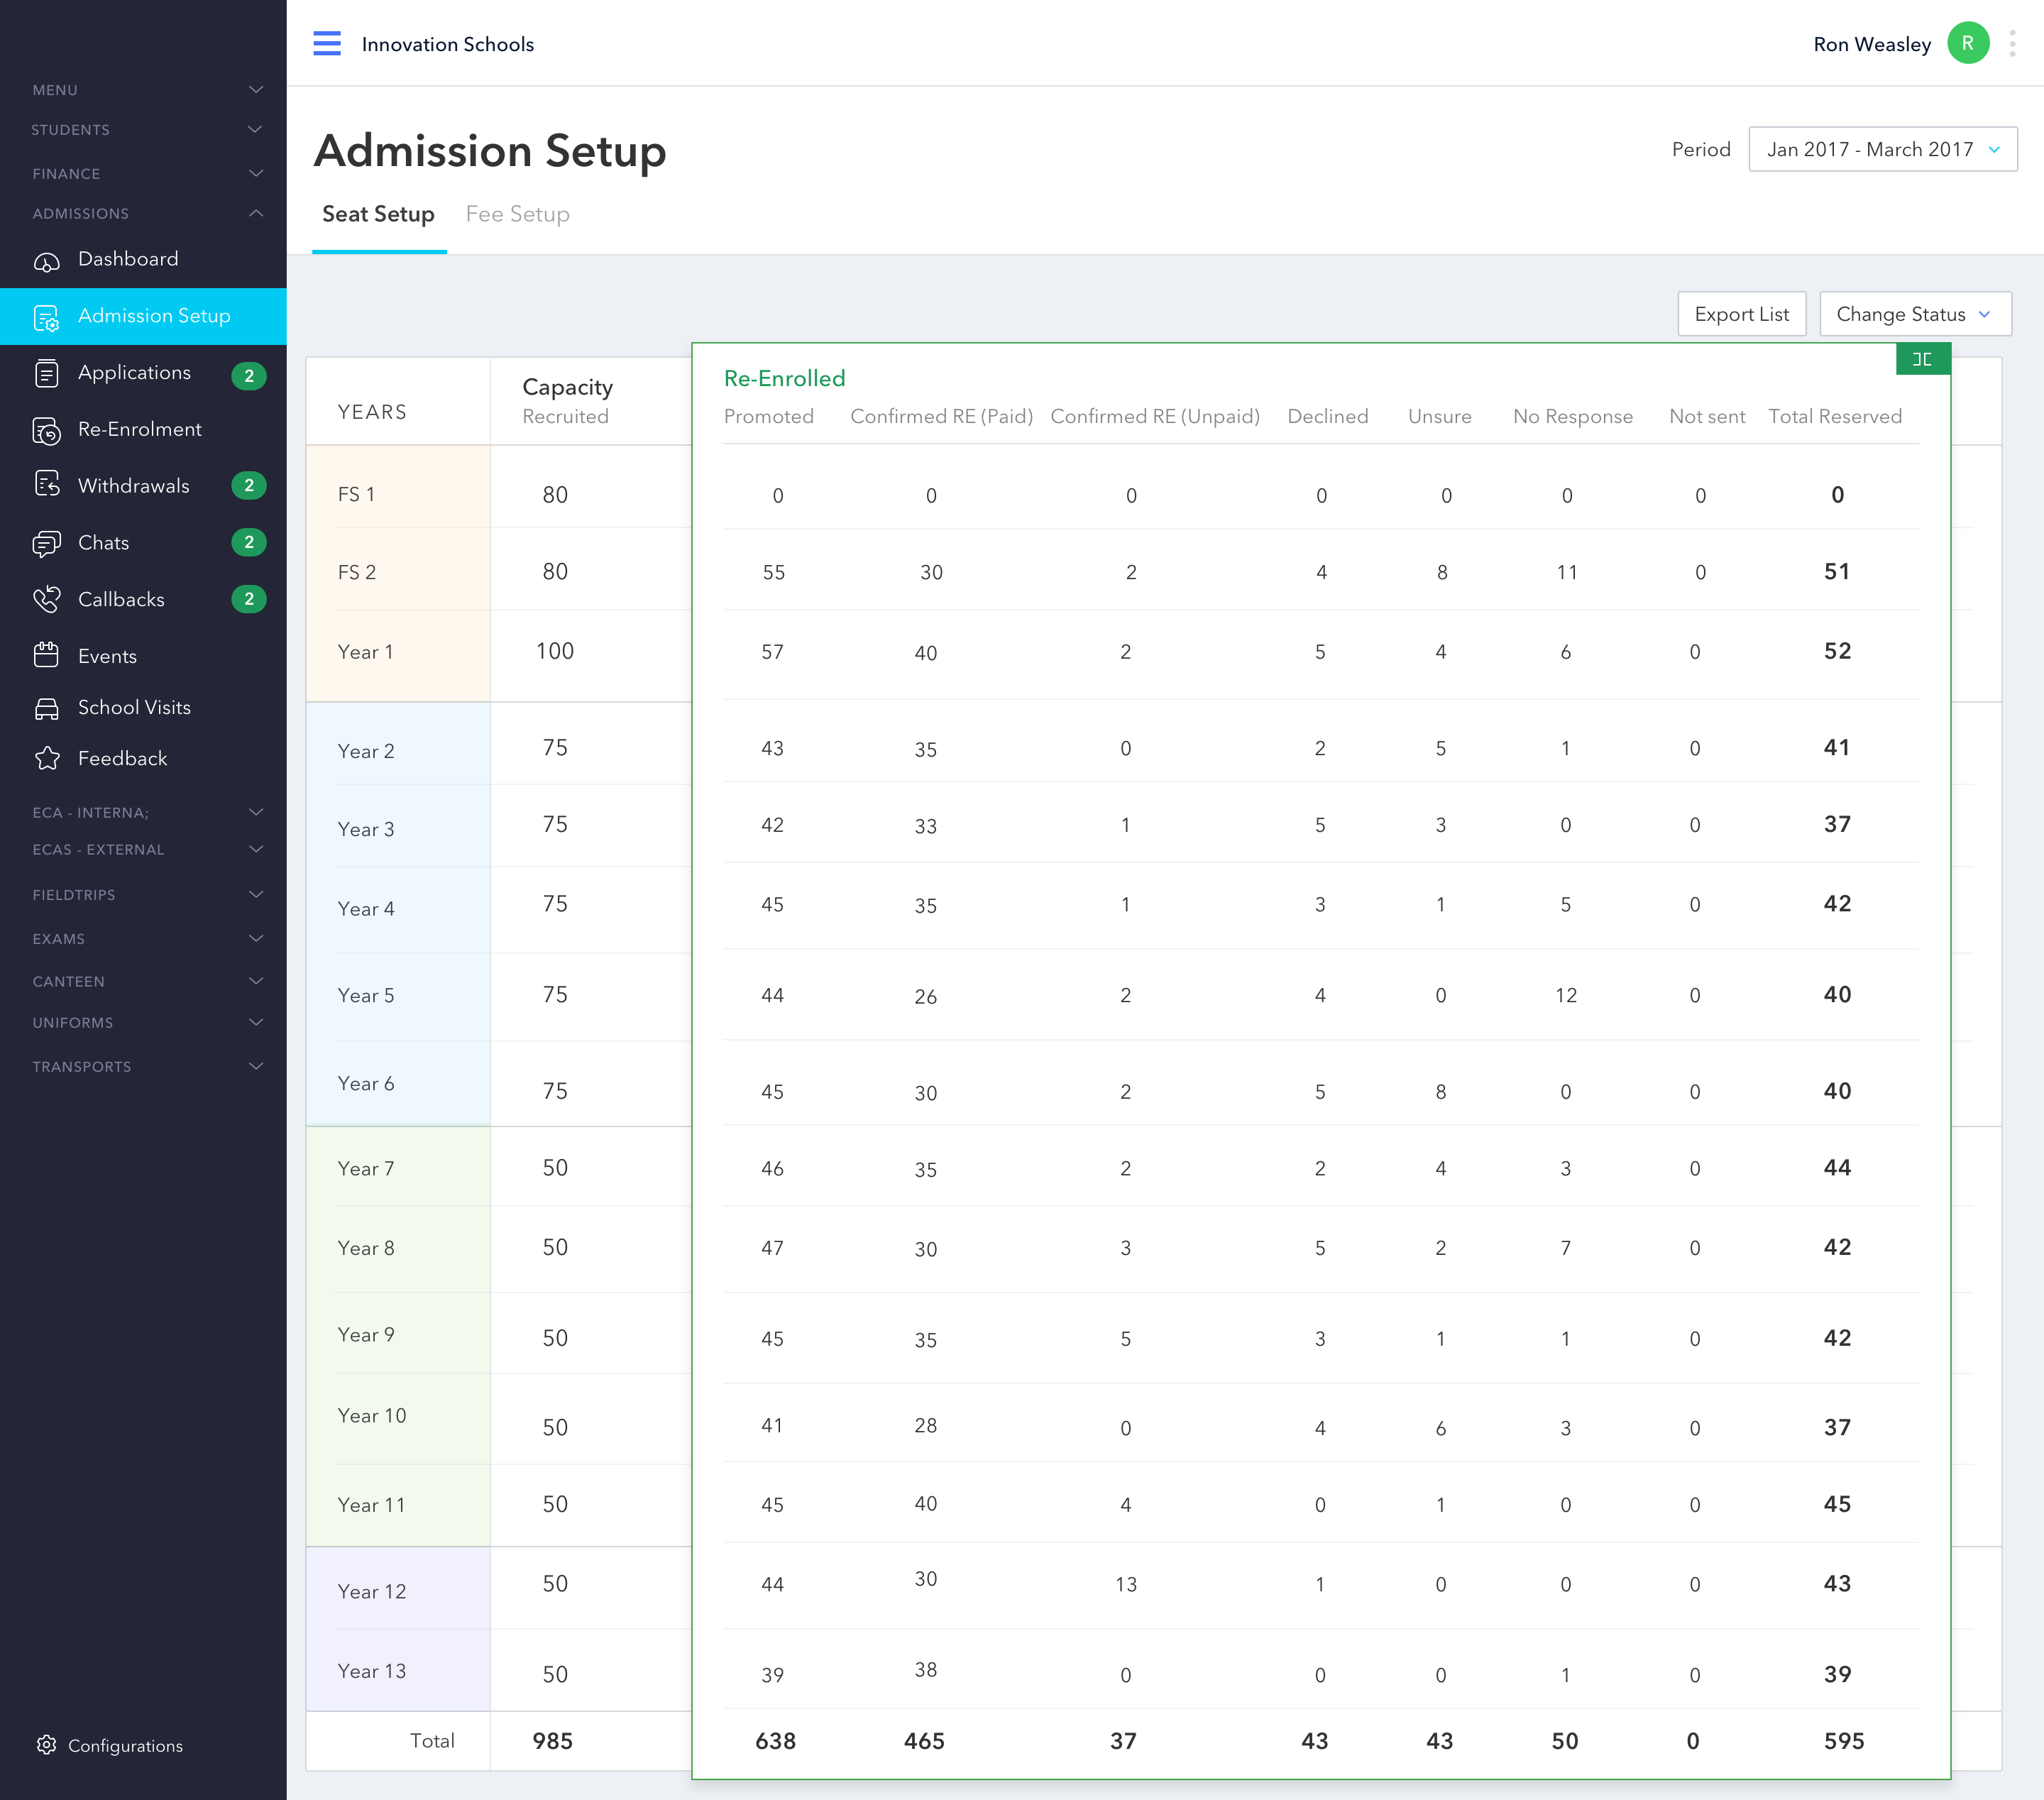 Innovation Schools
Ron Weasley
R
MENU
STUDENTS
FINANCE
ADMISSIONS
Dashboard
Admission Setup
Applications 2
Re-Enrolment
Withdrawals 2
Chats 2
Callbacks 2
Events
School Visits
Feedback
ECA - INTERNA;
ECAS - EXTERNAL
FIELDTRIPS
EXAMS
CANTEEN
UNIFORMS
TRANSPORTS
Configurations
Admission Setup
Period Jan 2017 - March 2017
Seat Setup Fee Setup
Export List Change Status
YEARS Capacity
Recruited
Re-Enrolled
Promoted Confirmed RE (Paid) Confirmed RE (Unpaid) Declined Unsure No Response Not sent Total Reserved
FS 1 80 0 0 0 0 0 0 0 0
FS 2 80 55 30 2 4 8 11 0 51
Year 1 100 57 40 2 5 4 6 0 52
Year 2 75 43 35 0 2 5 1 0 41
Year 3 75 42 33 1 5 3 0 0 37
Year 4 75 45 35 1 3 1 5 0 42
Year 5 75 44 26 2 4 0 12 0 40
Year 6 75 45 30 2 5 8 0 0 40
Year 7 50 46 35 2 2 4 3 0 44
Year 8 50 47 30 3 5 2 7 0 42
Year 9 50 45 35 5 3 1 1 0 42
Year 10 50 41 28 0 4 6 3 0 37
Year 11 50 45 40 4 0 1 0 0 45
Year 12 50 44 30 13 1 0 0 0 43
Year 13 50 39 38 0 0 0 1 0 39
Total 985 638 465 37 43 43 50 0 595